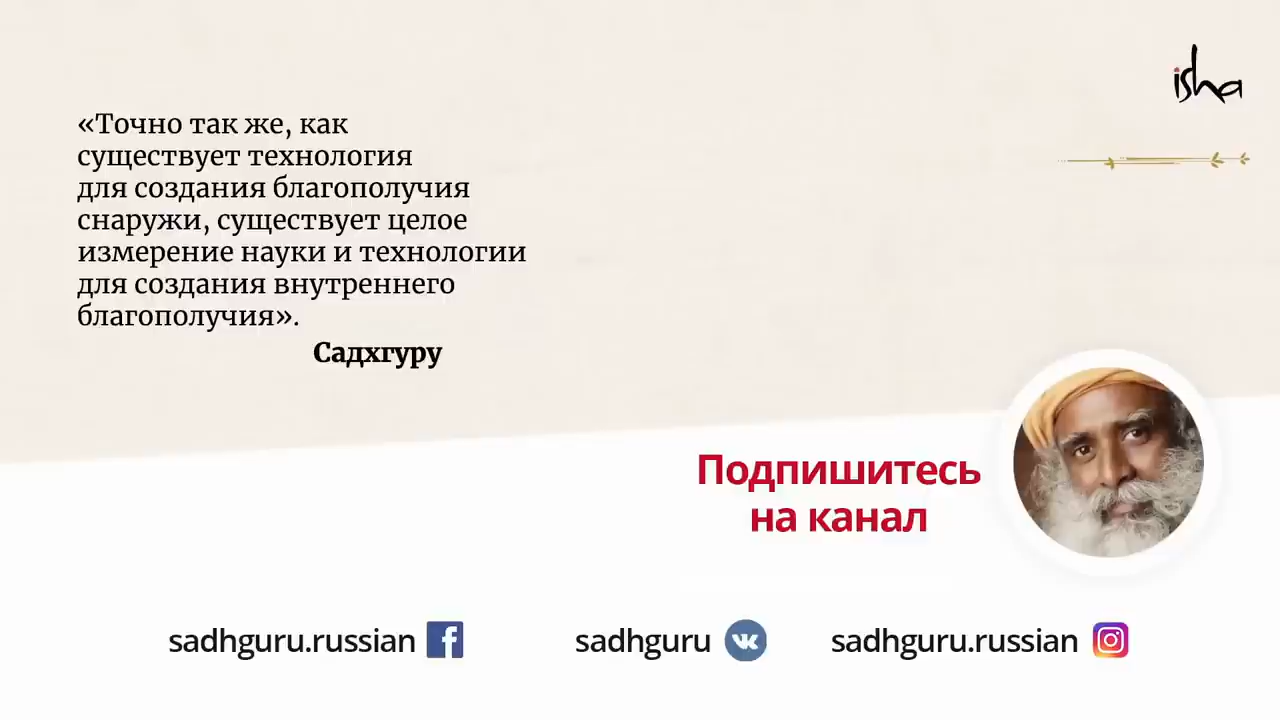 isha
«Точно так же, как
существует технология
для создания благополучия
снаружи, существует целое
измерение науки и технологии
для создания внутреннего
благополучия».
Садхгуру
Подпишитесь
на канал
sadhguru.russian
sadhguru
sadhguru.russian